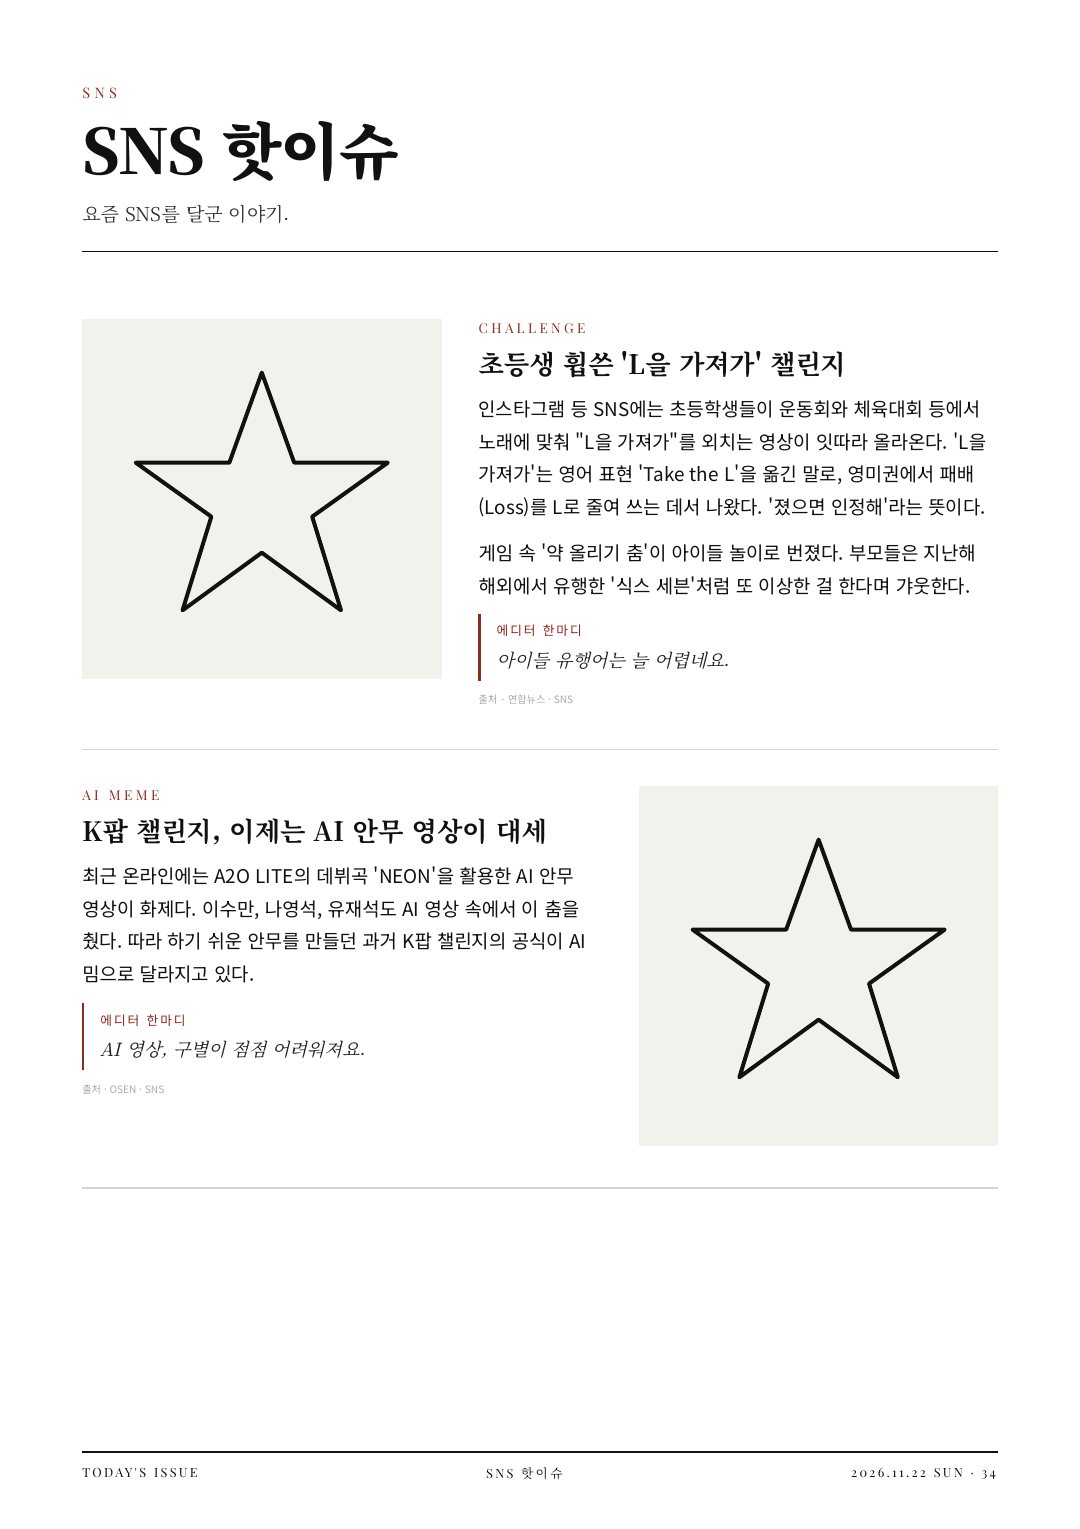 SNS
SNS 핫이슈
요즘 SNS를 달군 이야기.
CHALLENGE
초등생 휩쓴 'L을 가져가' 챌린지
인스타그램 등 SNS에는 초등학생들이 운동회와 체육대회 등에서
노래에 맞춰 "L을 가져가"를 외치는 영상이 잇따라 올라온다. 'L을
가져가'는 영어 표현 'Take the L'을 옮긴 말로, 영미권에서 패배
(Loss)를 L로 줄여 쓰는 데서 나왔다. '졌으면 인정해'라는 뜻이다.
게임 속 '약 올리기 춤'이 아이들 놀이로 번졌다. 부모들은 지난해
해외에서 유행한 '식스 세븐'처럼 또 이상한 걸 한다며 갸웃한다.
에디터 한마디
아이들 유행어는 늘 어렵네요.
출처 · 연합뉴스 · SNS
AI MEME
K팝 챌린지, 이제는 AI 안무 영상이 대세
최근 온라인에는 A2O LITE의 데뷔곡 'NEON'을 활용한 AI 안무
영상이 화제다. 이수만, 나영석, 유재석도 AI 영상 속에서 이 춤을
췄다. 따라 하기 쉬운 안무를 만들던 과거 K팝 챌린지의 공식이 AI
밈으로 달라지고 있다.
에디터 한마디
AI 영상, 구별이 점점 어려워져요.
출처 · OSEN · SNS
TODAY'S ISSUE
SNS 핫이슈
2026.11.22 SUN · 34